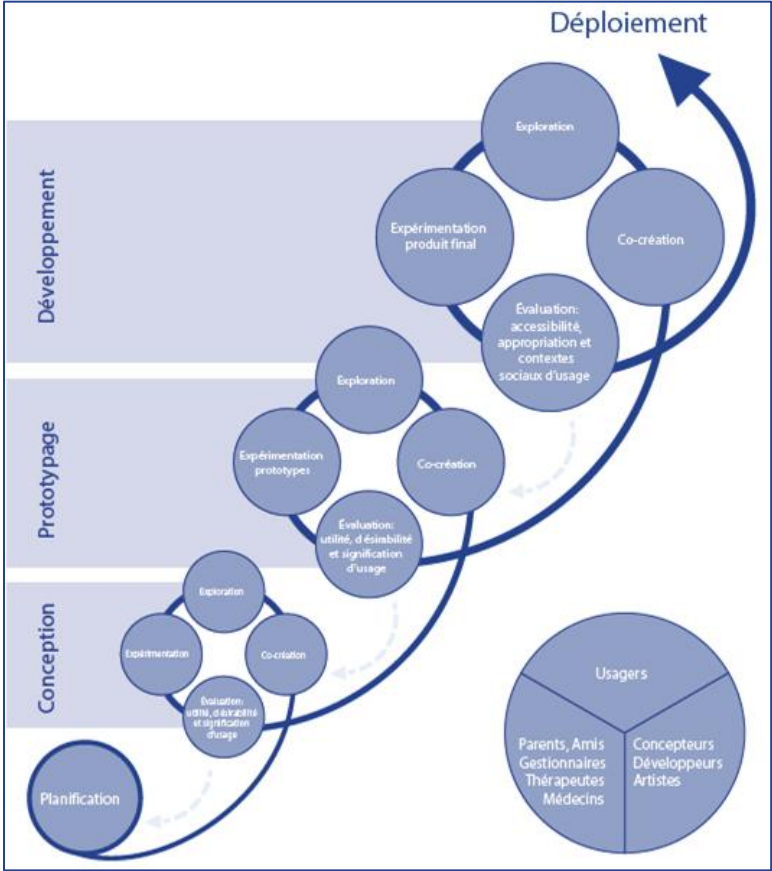 Déploiement
Développement
Exploration
Expérimentation
produit final
Co-création
Évaluation:
accessibilité,
appropriation et
contextes
sociaux d'usage
Prototypage
Exploration
Expérimentation
prototypes
Co-création
Évaluation:
utilité, d ésirabilité
et signification
d'usage
Conception
Exploration
Expérimentation
Co-création
Évaluation:
utilité, d ésirabilité
et signification
d'usage
Planification
Usagers
Parents, Amis
Gestionnaires
Thérapeutes
Médecins
Concepteurs
Développeurs
Artistes